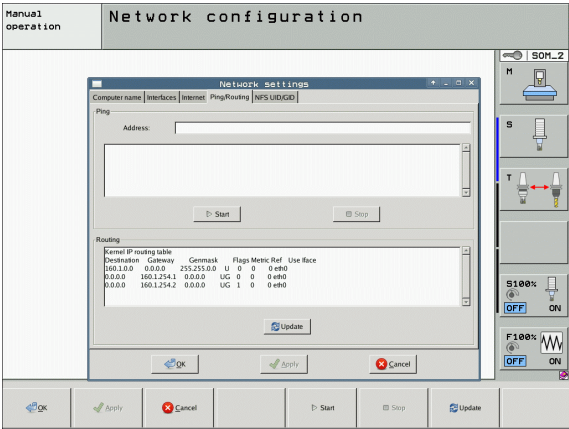 Manual
operation
Network configuration
SOM_2
M
Network settings
Computer name Interfaces Internet Ping/Routing NFS UID/GID
Ping
Address:
S
T
Start Stop
Routing
Kernel IP routing table
Destination Gateway Genmask Flags Metric Ref Use Iface
160.1.0.0 0.0.0.0 255.255.0.0 U 0 0 0 eth0
0.0.0.0 160.1.254.1 0.0.0.0 UG 0 0 0 eth0
0.0.0.0 160.1.254.2 0.0.0.0 UG 1 0 0 eth0
S100%
OFF ON
Update
F100%
OFF ON
OK Apply Cancel
OK Apply Cancel Start Stop Update